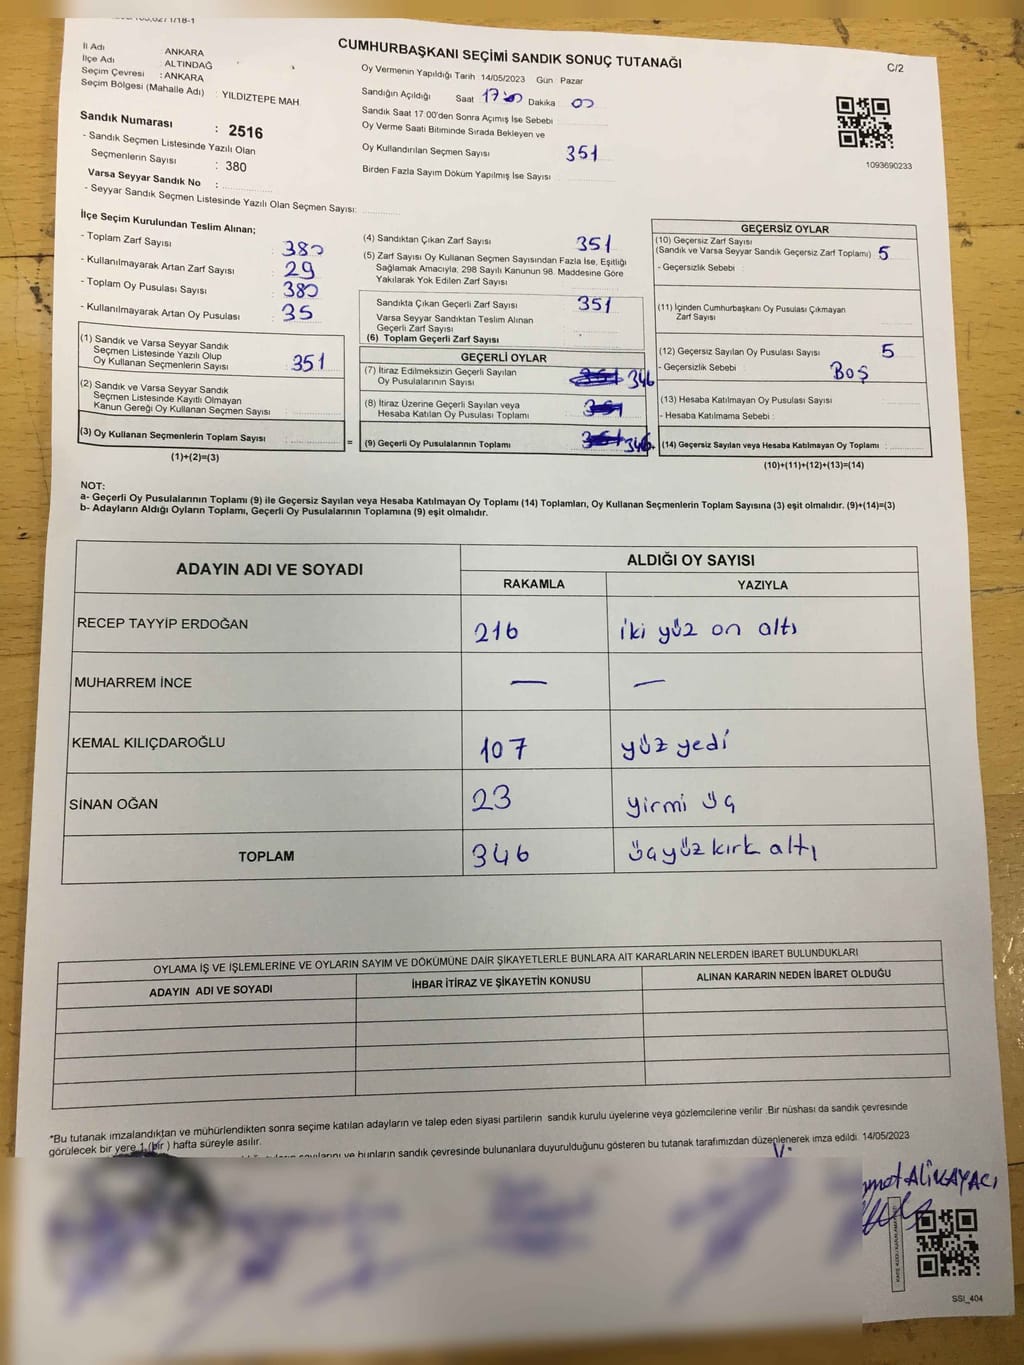 İl Adı : ANKARA
İlçe Adı : ALTINDAĞ
Seçim Çevresi : ANKARA
Seçim Bölgesi (Mahalle Adı) : YILDIZTEPE MAH.
Sandık Numarası : 2516
- Sandık Seçmen Listesinde Yazılı Olan
Seçmenlerin Sayısı : 380
Varsa Seyyar Sandık No :
- Seyyar Sandık Seçmen Listesinde Yazılı Olan Seçmen Sayısı:
CUMHURBAŞKANI SEÇİMİ SANDIK SONUÇ TUTANAĞI
C/2
Oy Vermenin Yapıldığı Tarih 14/05/2023 Gün : Pazar
Sandığın Açıldığı Saat 17:00 Dakika 00
Sandık Saat 17:00'den Sonra Açımış İse Sebebi
Oy Verme Saati Bitiminde Sırada Bekleyen ve
Oy Kullandırılan Seçmen Sayısı 351
Birden Fazla Sayım Döküm Yapılmış İse Sayısı
1093690233
İlçe Seçim Kurulundan Teslim Alınan;
- Toplam Zarf Sayısı : 380
- Kullanılmayarak Artan Zarf Sayısı : 29
- Toplam Oy Pusulası Sayısı : 380
- Kullanılmayarak Artan Oy Pusulası : 35
(1) Sandık ve Varsa Seyyar Sandık
Seçmen Listesinde Yazılı Olup
Oy Kullanan Seçmenlerin Sayısı : 351
(2) Sandık ve Varsa Seyyar Sandık
Seçmen Listesinde Kayıtlı Olmayan
Kanun Gereği Oy Kullanan Seçmen Sayısı :
(3) Oy Kullanan Seçmenlerin Toplam Sayısı :
(1)+(2)=(3)
=
(4) Sandıktan Çıkan Zarf Sayısı 351
(5) Zarf Sayısı Oy Kullanan Seçmen Sayısından Fazla İse, Eşitliği
Sağlamak Amacıyla, 298 Sayılı Kanunun 98. Maddesine Göre
Yakılarak Yok Edilen Zarf Sayısı
Sandıkta Çıkan Geçerli Zarf Sayısı 351
Varsa Seyyar Sandıktan Teslim Alınan
Geçerli Zarf Sayısı
(6) Toplam Geçerli Zarf Sayısı
GEÇERLİ OYLAR
(7) İtiraz Edilmeksizin Geçerli Sayılan
Oy Pusulalarının Sayısı 351 346
(8) İtiraz Üzerine Geçerli Sayılan veya
Hesaba Katılan Oy Pusulası Toplamı 351
(9) Geçerli Oy Pusulalarının Toplamı 351 346
GEÇERSİZ OYLAR
(10) Geçersiz Zarf Sayısı
(Sandık ve Varsa Seyyar Sandık Geçersiz Zarf Toplamı) 5
- Geçersizlik Sebebi :
(11) İçinden Cumhurbaşkanı Oy Pusulası Çıkmayan
Zarf Sayısı
(12) Geçersiz Sayılan Oy Pusulası Sayısı 5
- Geçersizlik Sebebi : BOŞ
(13) Hesaba Katılmayan Oy Pusulası Sayısı
- Hesaba Katılmama Sebebi :
(14) Geçersiz Sayılan veya Hesaba Katılmayan Oy Toplamı :
(10)+(11)+(12)+(13)=(14)
NOT:
a- Geçerli Oy Pusulalarının Toplamı (9) ile Geçersiz Sayılan veya Hesaba Katılmayan Oy Toplamı (14) Toplamları, Oy Kullanan Seçmenlerin Toplam Sayısına (3) eşit olmalıdır. (9)+(14)=(3)
b- Adayların Aldığı Oyların Toplamı, Geçerli Oy Pusulalarının Toplamına (9) eşit olmalıdır.
ADAYIN ADI VE SOYADI ALDIĞI OY SAYISI
RAKAMLA YAZIYLA
RECEP TAYYİP ERDOĞAN 216 iki yüz on altı
MUHARREM İNCE — —
KEMAL KILIÇDAROĞLU 107 yüz yedi
SİNAN OĞAN 23 yirmi üç
TOPLAM 346 üçyüz kırk altı
OYLAMA İŞ VE İŞLEMLERİNE VE OYLARIN SAYIM VE DÖKÜMÜNE DAİR ŞİKAYETLERLE BUNLARA AİT KARARLARIN NELERDEN İBARET BULUNDUKLARI
ADAYIN ADI VE SOYADI İHBAR İTİRAZ VE ŞİKAYETİN KONUSU ALINAN KARARIN NEDEN İBARET OLDUĞU
*Bu tutanak imzalandıktan ve mühürlendikten sonra seçime katılan adayların ve talep eden siyasi partilerin sandık kurulu üyelerine veya gözlemcilerine verilir. Bir nüshası da sandık çevresinde
görülecek bir yere 1 (bir) hafta süreyle asılır.
sayılarını ve bunların sandık çevresinde bulunanlara duyurulduğunu gösteren bu tutanak tarafımızdan düzenlenerek imza edildi. 14/05/2023
ALİKAYACI
SSI_404